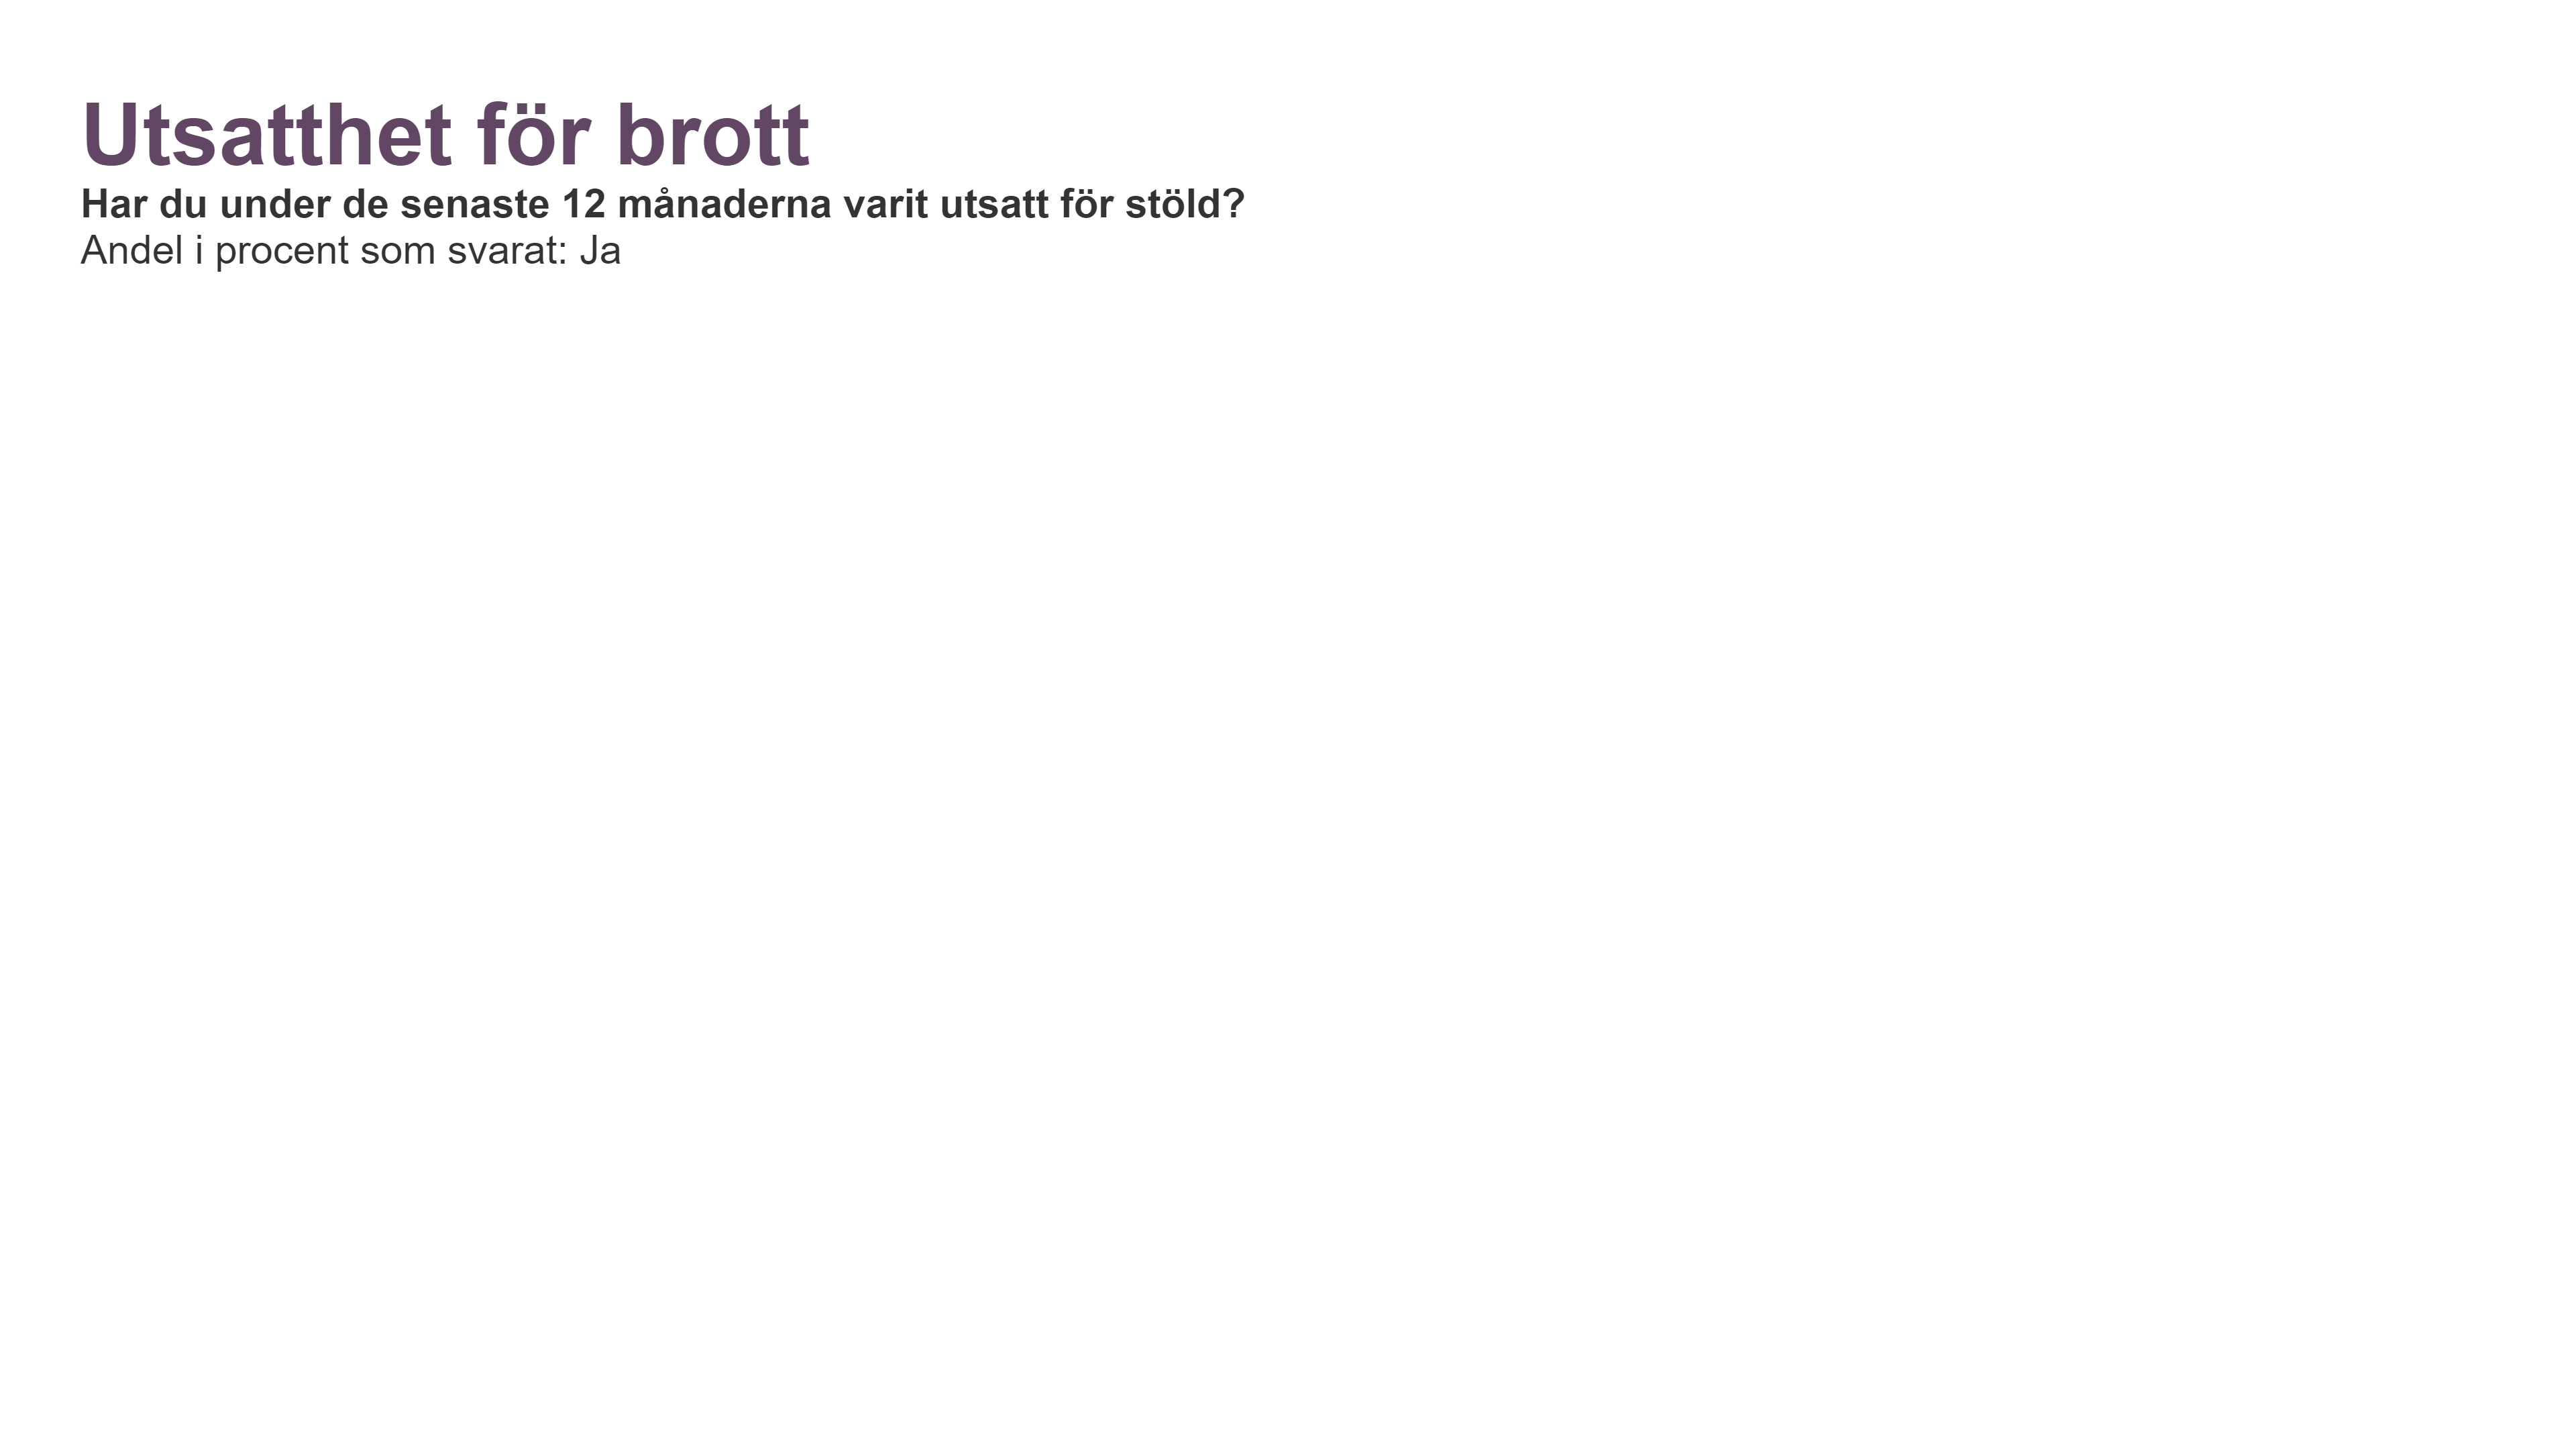 Utsatthet för brott
Har du under de senaste 12 månaderna varit utsatt för stöld?
Andel i procent som svarat: Ja